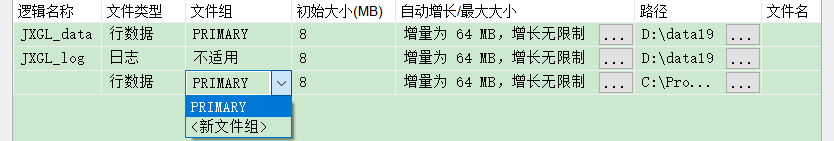 逻辑名称 文件类型 文件组 初始大小(MB) 自动增长/最大大小 路径 文件名
JXGL_data 行数据 PRIMARY 8 增量为 64 MB，增长无限制 ... D:\data19 ...
JXGL_log 日志 不适用 8 增量为 64 MB，增长无限制 ... D:\data19 ...
行数据 PRIMARY 8 增量为 64 MB，增长无限制 ... C:\Pro... ...
PRIMARY
<新文件组>